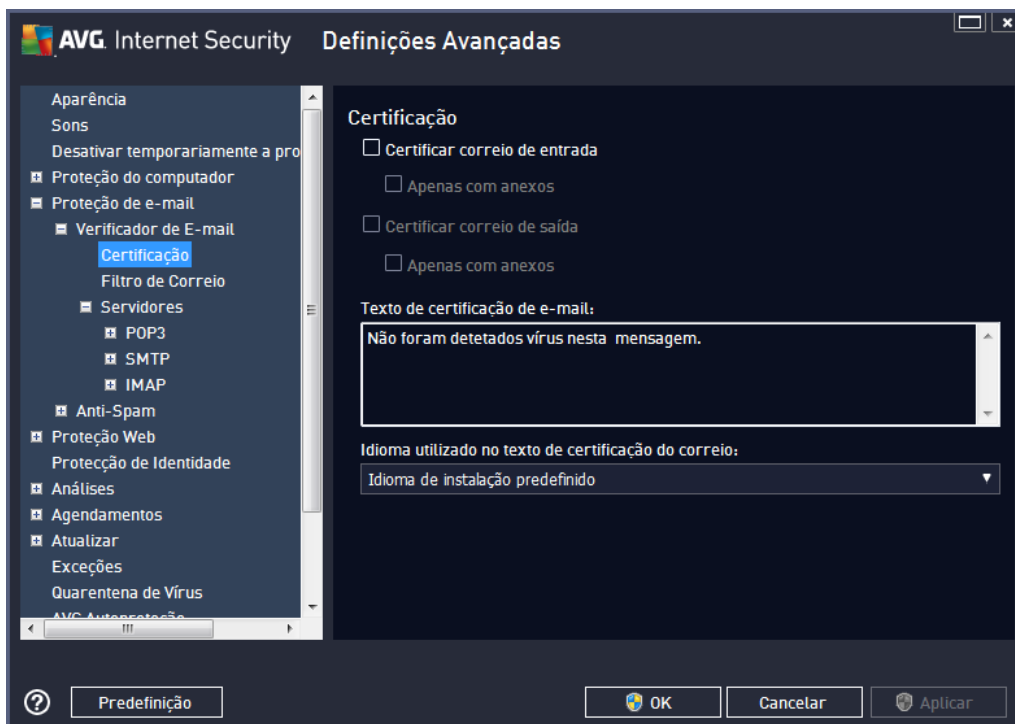 AVG. Internet Security Definições Avançadas
Aparência
Sons
Desativar temporariamente a pro
Proteção do computador
Proteção de e-mail
Verificador de E-mail
Certificação
Filtro de Correio
Servidores
POP3
SMTP
IMAP
Anti-Spam
Proteção Web
Protecção de Identidade
Análises
Agendamentos
Atualizar
Exceções
Quarentena de Vírus
AVG Autoproteção
Certificação
Certificar correio de entrada
Apenas com anexos
Certificar correio de saída
Apenas com anexos
Texto de certificação de e-mail:
Não foram detetados vírus nesta mensagem.
Idioma utilizado no texto de certificação do correio:
Idioma de instalação predefinido
Predefinição
OK
Cancelar
Aplicar